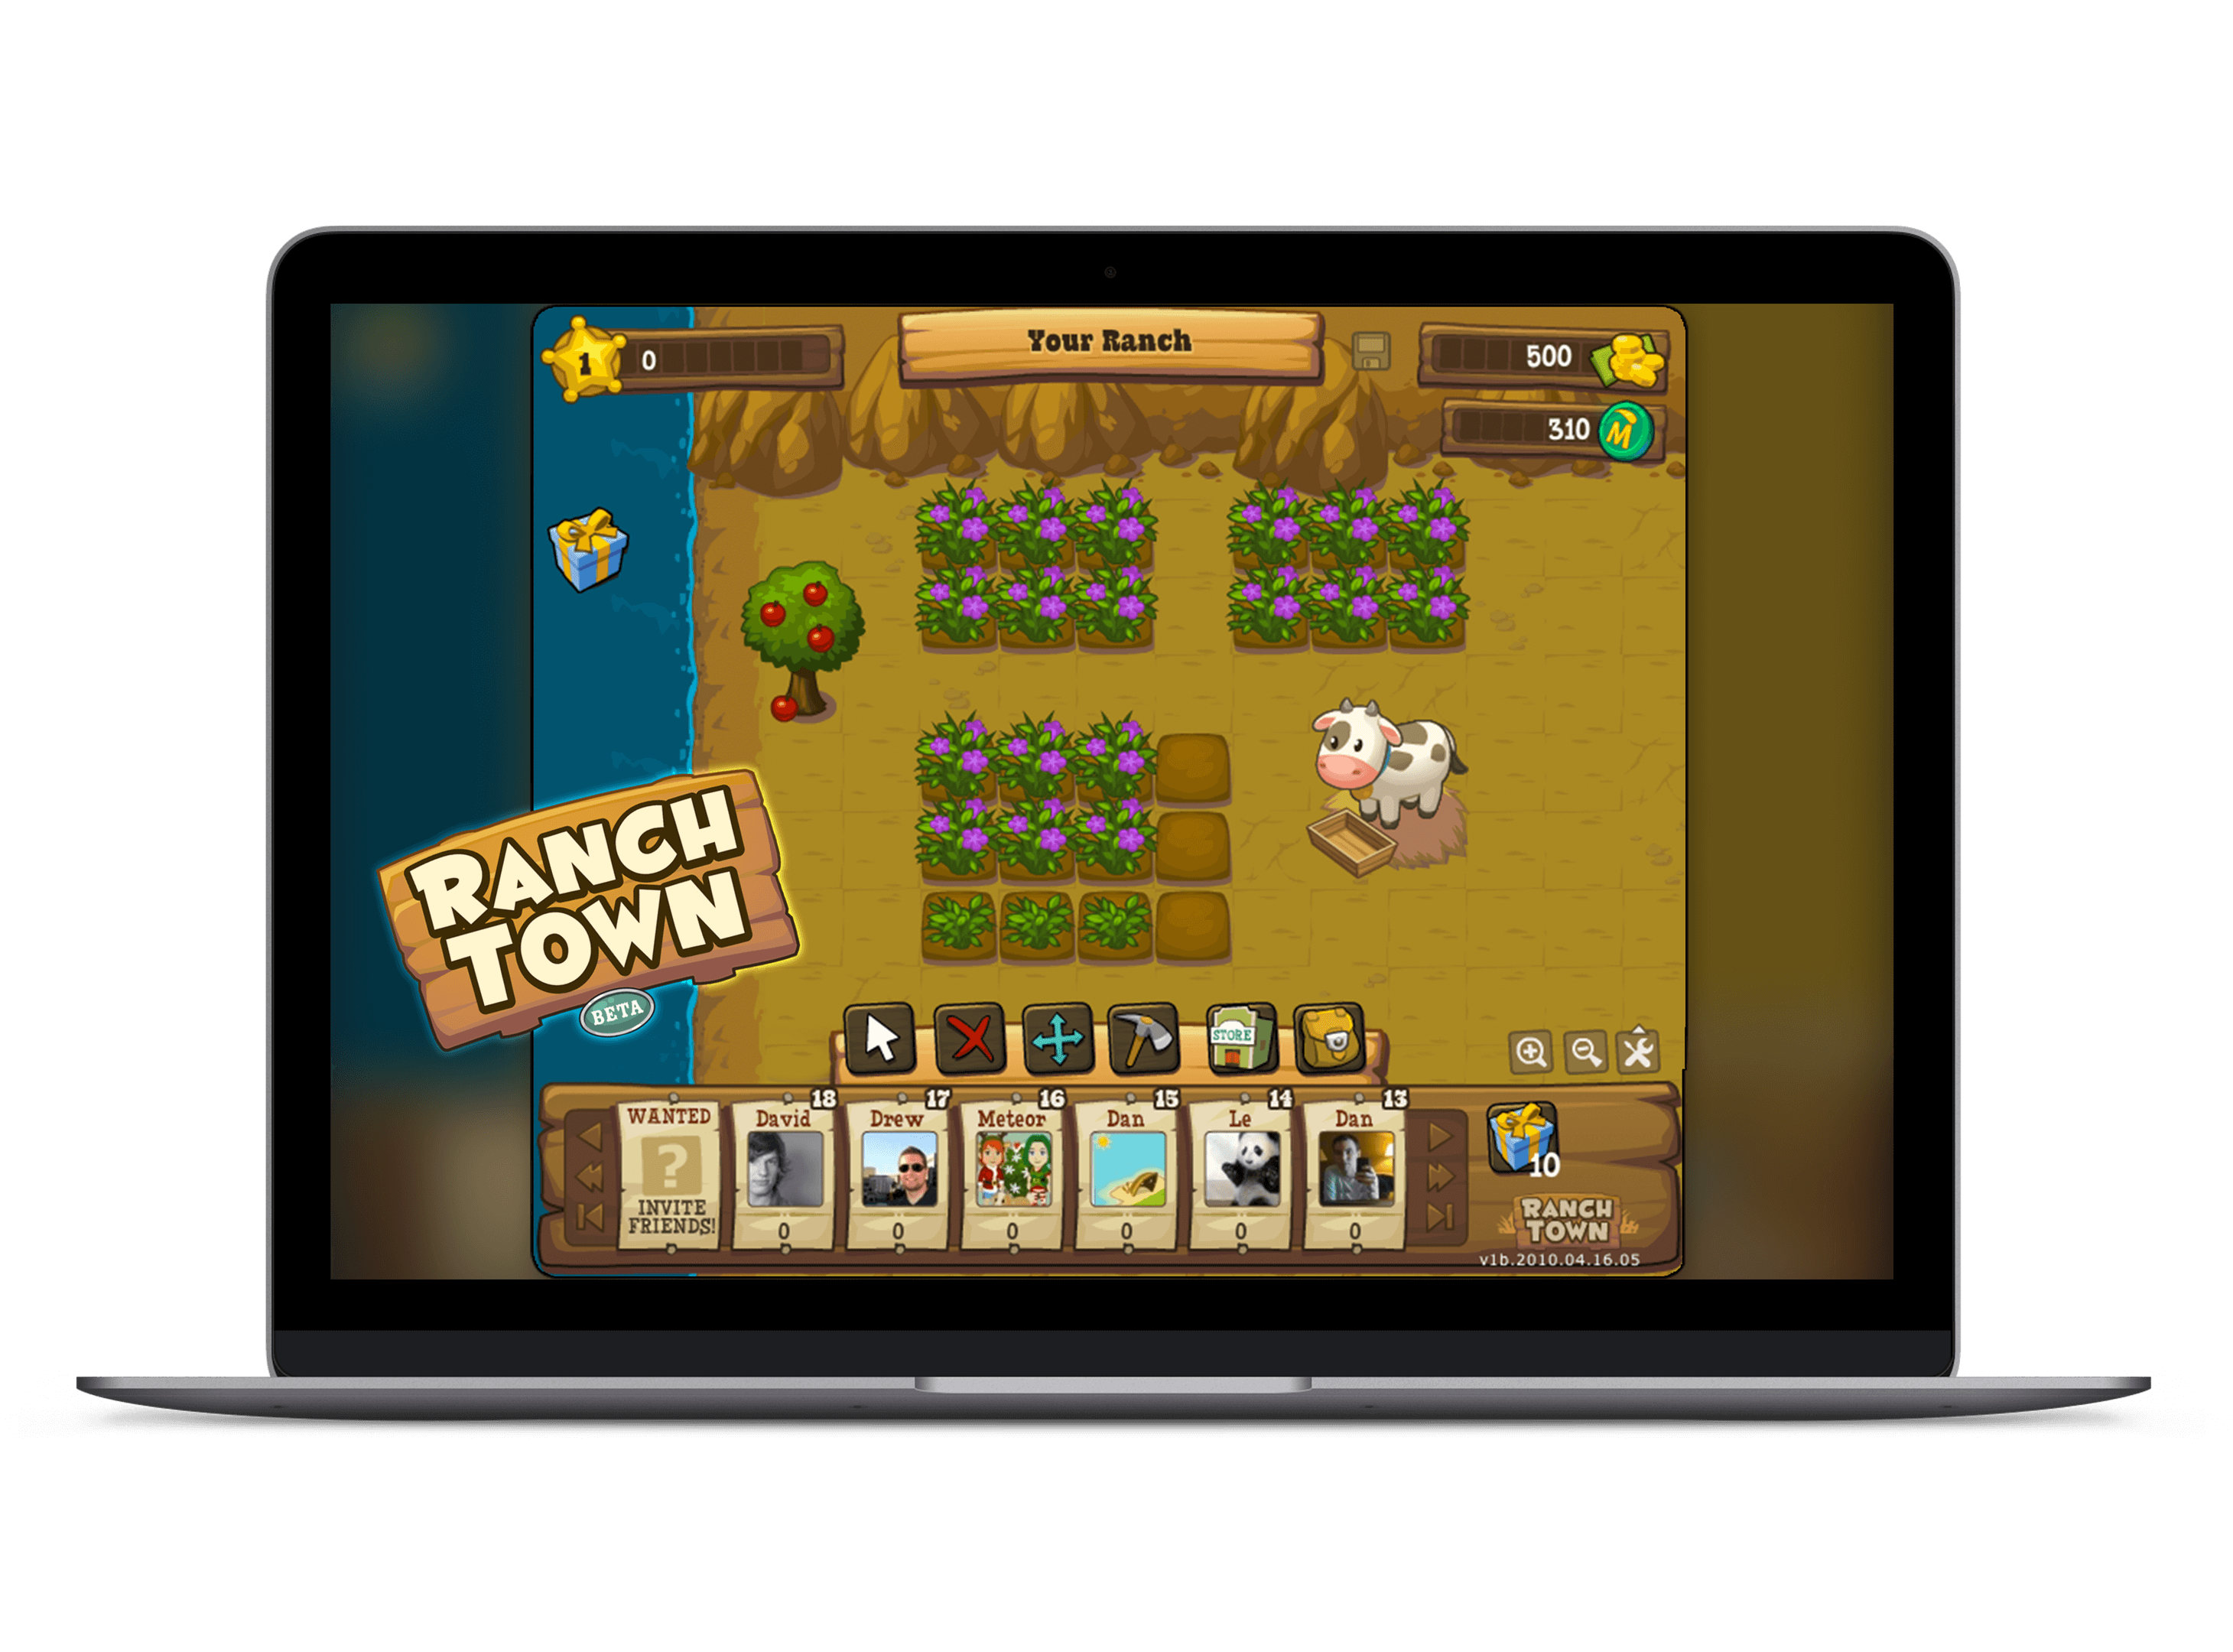 1
0
Your Ranch
500
310
M
RANCH
TOWN
BETA
STORE
WANTED
?
INVITE
FRIENDS!
18
David
0
17
Drew
0
16
Meteor
0
15
Dan
0
14
Le
0
13
Dan
0
10
RANCH
TOWN
v1b.2010.04.16.05